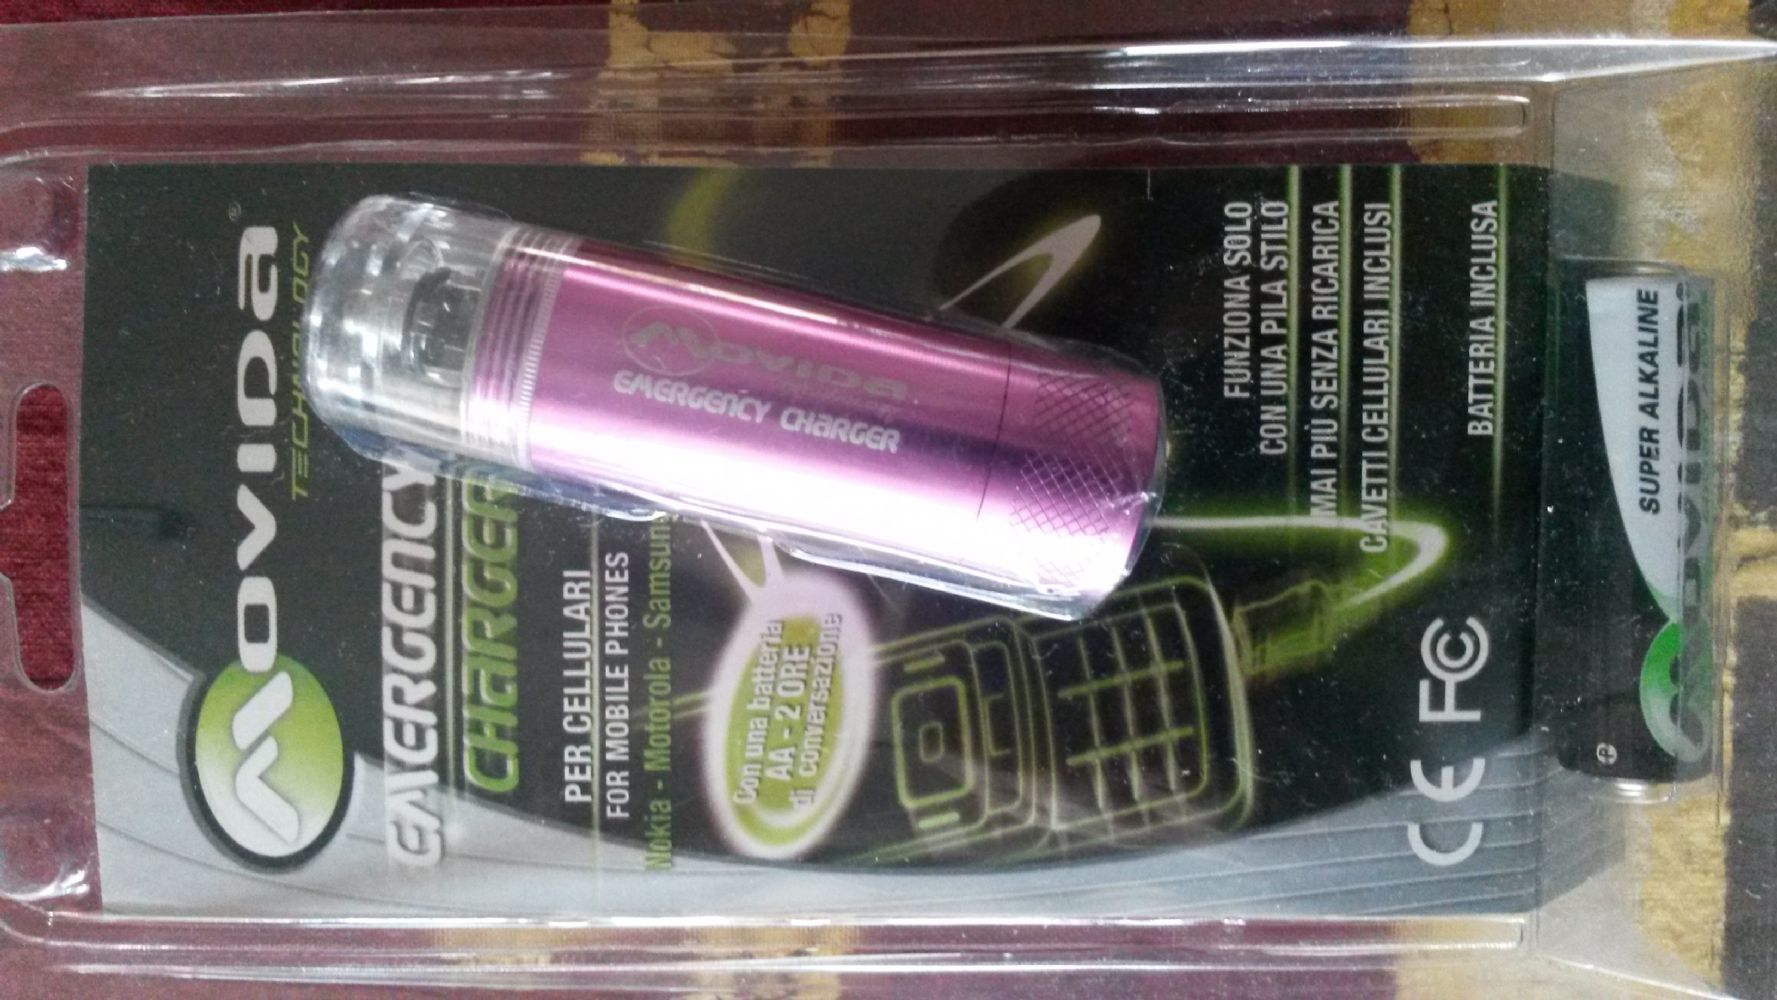 movida
TECHNOLOGY
EMERGENCY
CHARGER
PER CELLULARI
FOR MOBILE PHONES
Nokia - Motorola - Samsung
Con una batteria
AA - 2 ORE
di conversazione
movida
EMERGENCY CHARGER
FUNZIONA SOLO
CON UNA PILA STILO
MAI PIÙ SENZA RICARICA
CAVETTI CELLULARI INCLUSI
BATTERIA INCLUSA
CE FC
SUPER ALKALINE
movida